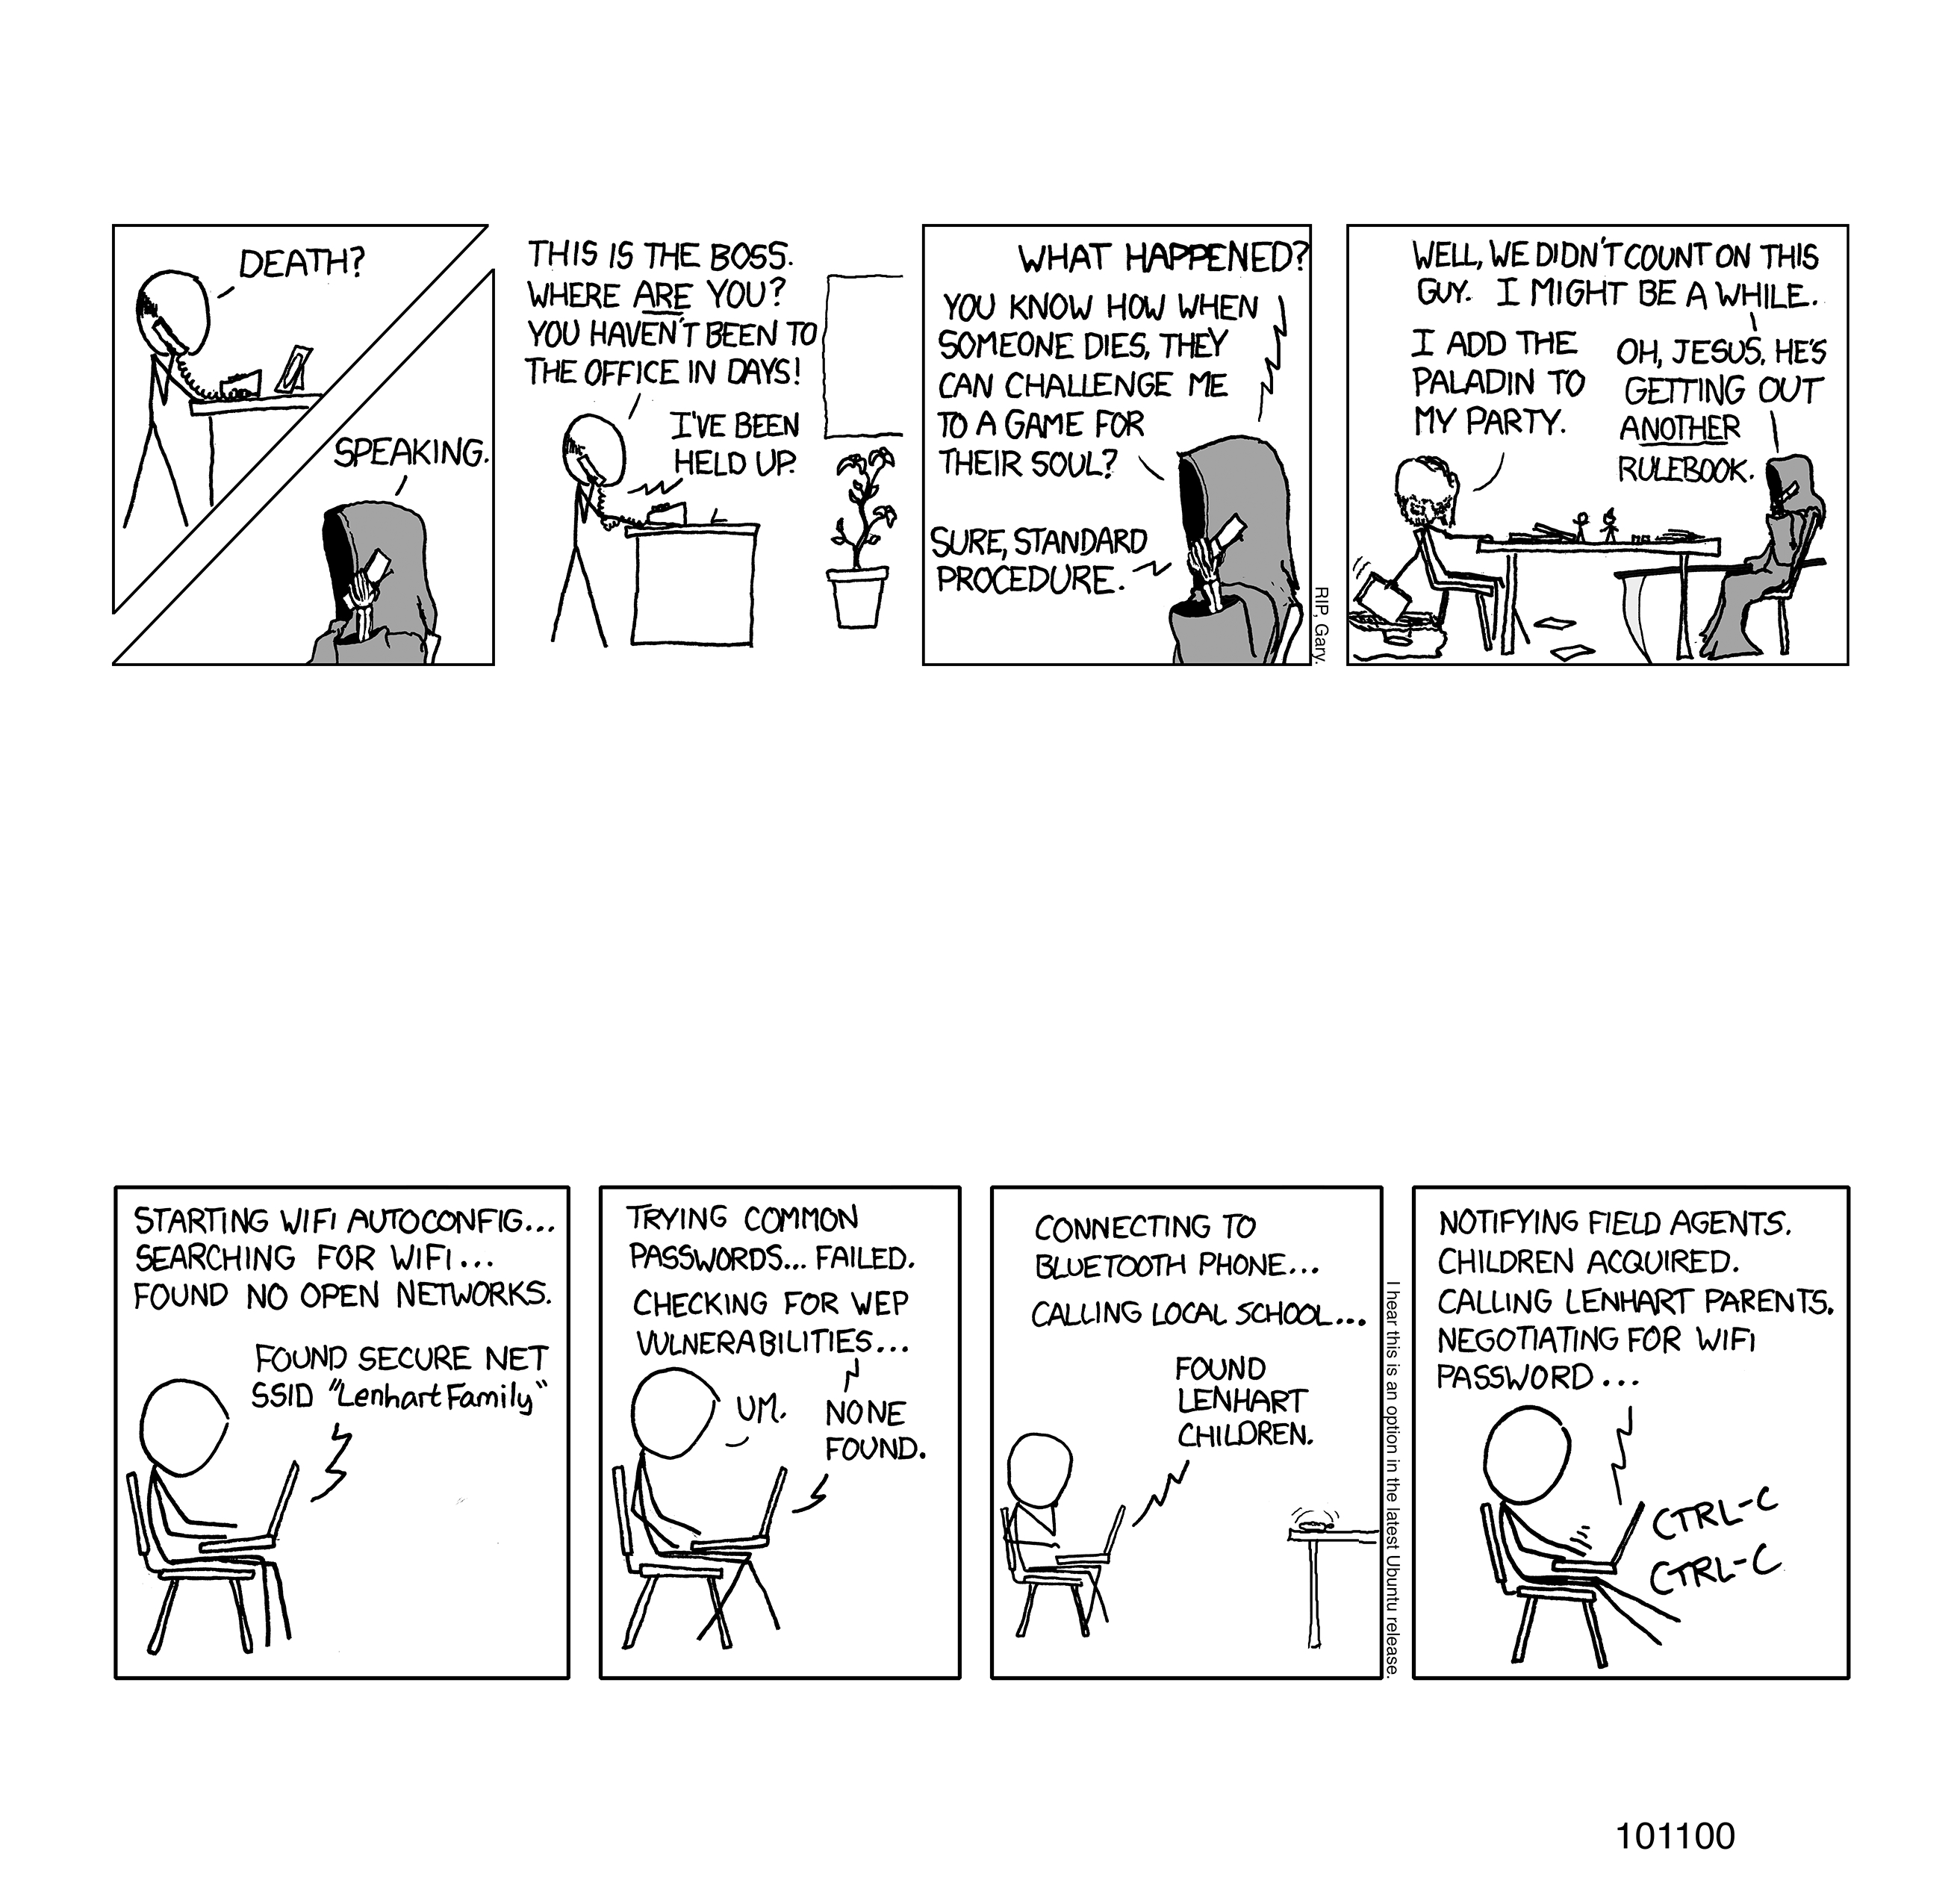 DEATH?
SPEAKING.
THIS IS THE BOSS.
WHERE ARE YOU?
YOU HAVEN'T BEEN TO
THE OFFICE IN DAYS!
I'VE BEEN
HELD UP.
WHAT HAPPENED?
YOU KNOW HOW WHEN
SOMEONE DIES, THEY
CAN CHALLENGE ME
TO A GAME FOR
THEIR SOUL?
SURE, STANDARD
PROCEDURE.
RIP, Gary.
WELL, WE DIDN'T COUNT ON THIS
GUY. I MIGHT BE A WHILE.
I ADD THE
PALADIN TO
MY PARTY.
OH, JESUS, HE'S
GETTING OUT
ANOTHER
RULEBOOK.
STARTING WIFI AUTOCONFIG...
SEARCHING FOR WIFI...
FOUND NO OPEN NETWORKS.
FOUND SECURE NET
SSID "Lenhart Family"
TRYING COMMON
PASSWORDS... FAILED.
CHECKING FOR WEP
VULNERABILITIES...
UM.
NONE
FOUND.
CONNECTING TO
BLUETOOTH PHONE...
CALLING LOCAL SCHOOL...
FOUND
LENHART
CHILDREN.
I hear this is an option in the latest Ubuntu release.
NOTIFYING FIELD AGENTS.
CHILDREN ACQUIRED.
CALLING LENHART PARENTS.
NEGOTIATING FOR WIFI
PASSWORD...
CTRL-C
CTRL-C
101100